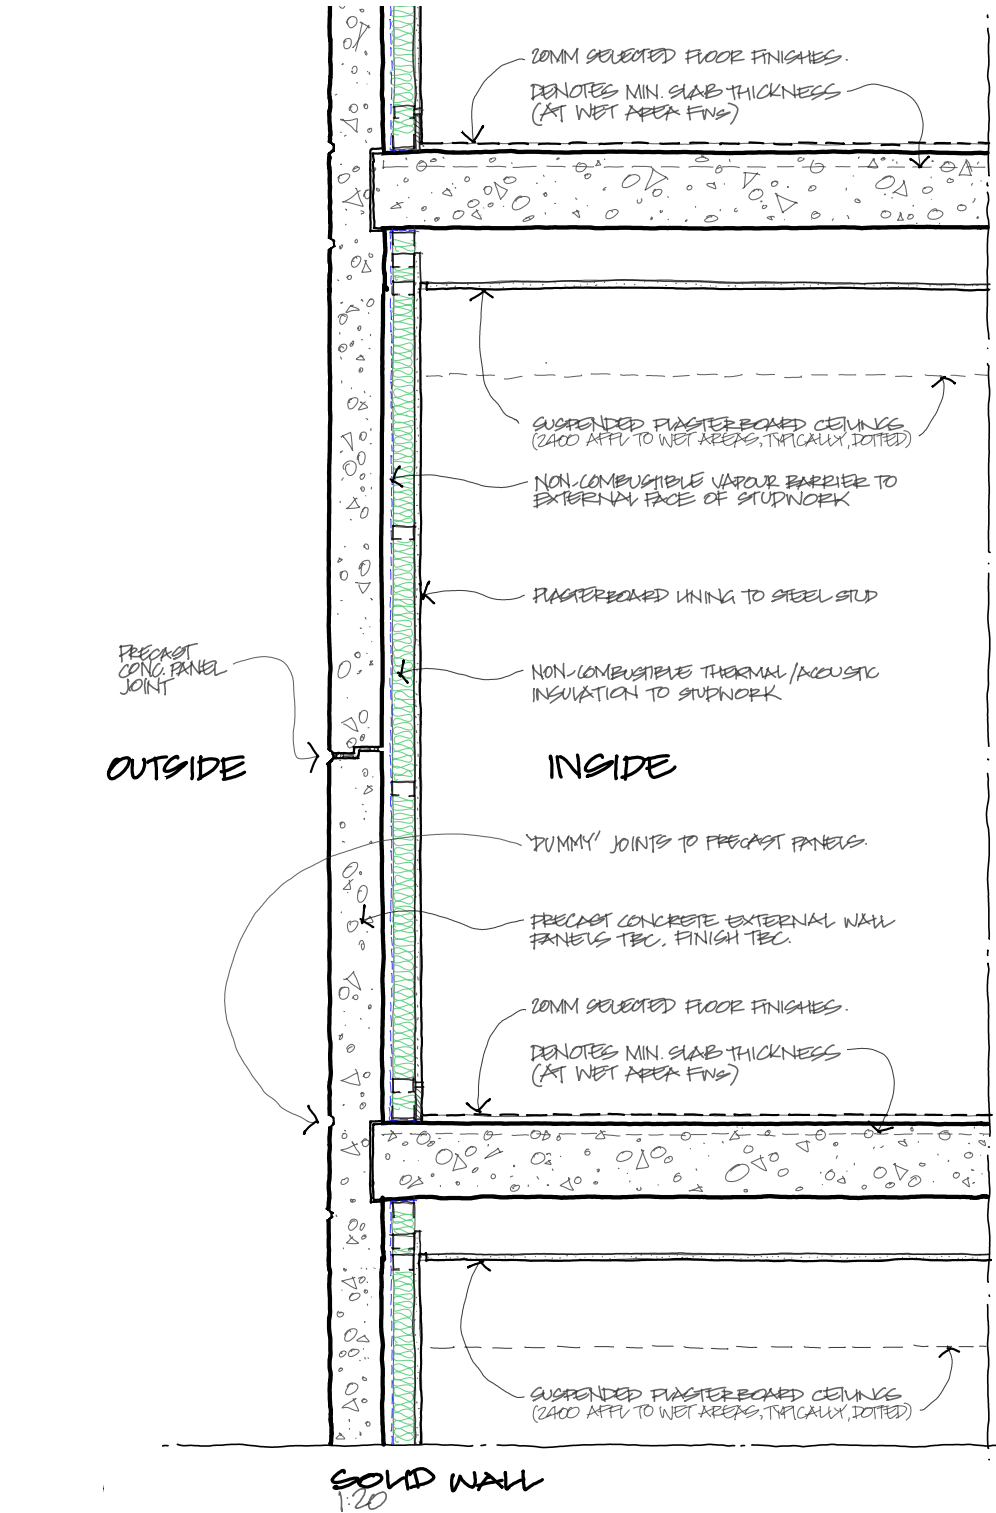 20MM SELECTED FLOOR FINISHES.
DENOTES MIN. SLAB THICKNESS
(AT WET AREA FWs)
SUSPENDED PLASTERBOARD CEILINGS
(2400 AFFL TO WET AREAS, TYPICALLY, DOTTED)
NON-COMBUSTIBLE VAPOUR BARRIER TO
EXTERNAL FACE OF STUDWORK
PLASTERBOARD LINING TO STEEL STUD
PRECAST
CONC. PANEL
JOINT
NON-COMBUSTIBLE THERMAL/ACOUSTIC
INSULATION TO STUDWORK
OUTSIDE
INSIDE
'DUMMY' JOINTS TO PRECAST PANELS.
PRECAST CONCRETE EXTERNAL WALL
PANELS TBC. FINISH TBC.
20MM SELECTED FLOOR FINISHES.
DENOTES MIN. SLAB THICKNESS
(AT WET AREA FWs)
SUSPENDED PLASTERBOARD CEILINGS
(2400 AFFL TO WET AREAS, TYPICALLY, DOTTED)
SOLID WALL
1:20